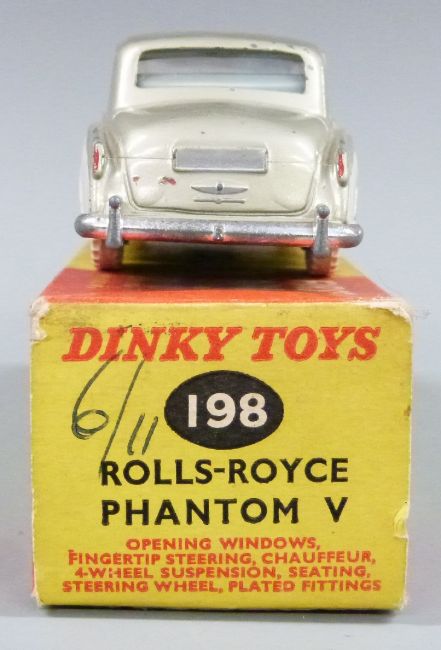 DINKY TOYS
6/11
198
ROLLS-ROYCE
PHANTOM V
OPENING WINDOWS,
FINGERTIP STEERING, CHAUFFEUR,
4-WHEEL SUSPENSION, SEATING,
STEERING WHEEL, PLATED FITTINGS